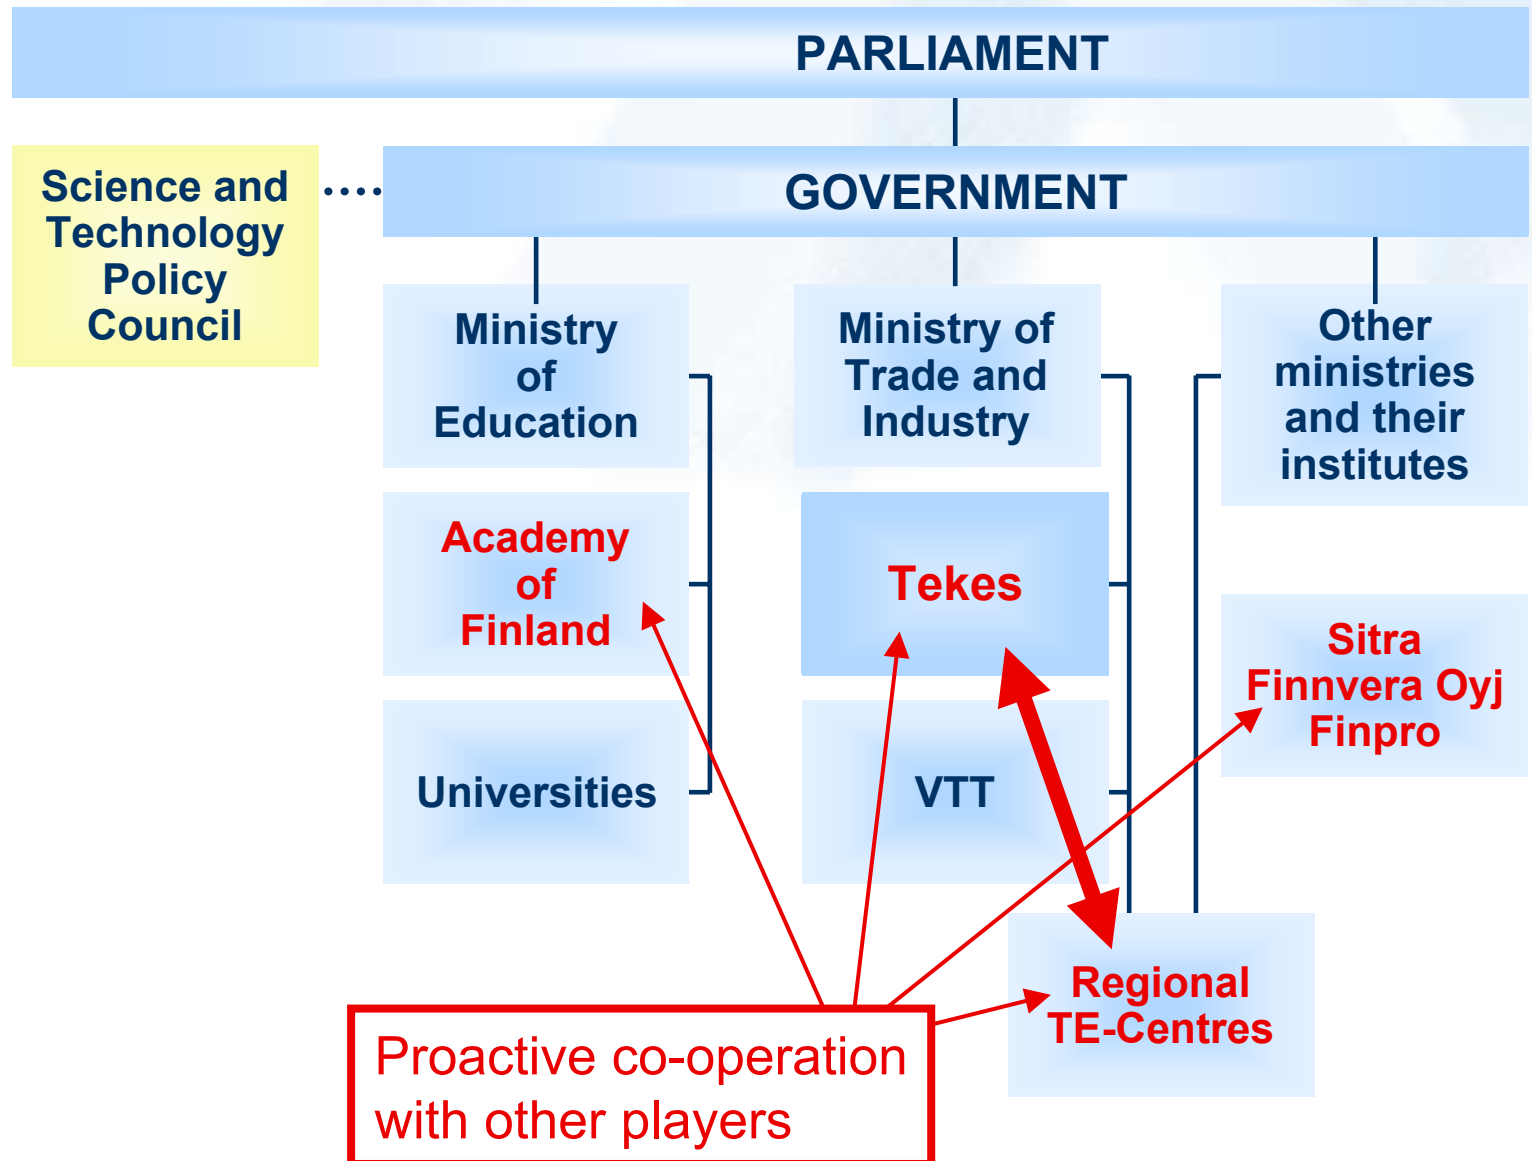 PARLIAMENT
Science and
Technology
Policy
Council
GOVERNMENT
Ministry
of
Education
Ministry of
Trade and
Industry
Other
ministries
and their
institutes
Academy
of
Finland
Tekes
Sitra
Finnvera Oyj
Finpro
Universities
VTT
Regional
TE-Centres
Proactive co-operation
with other players